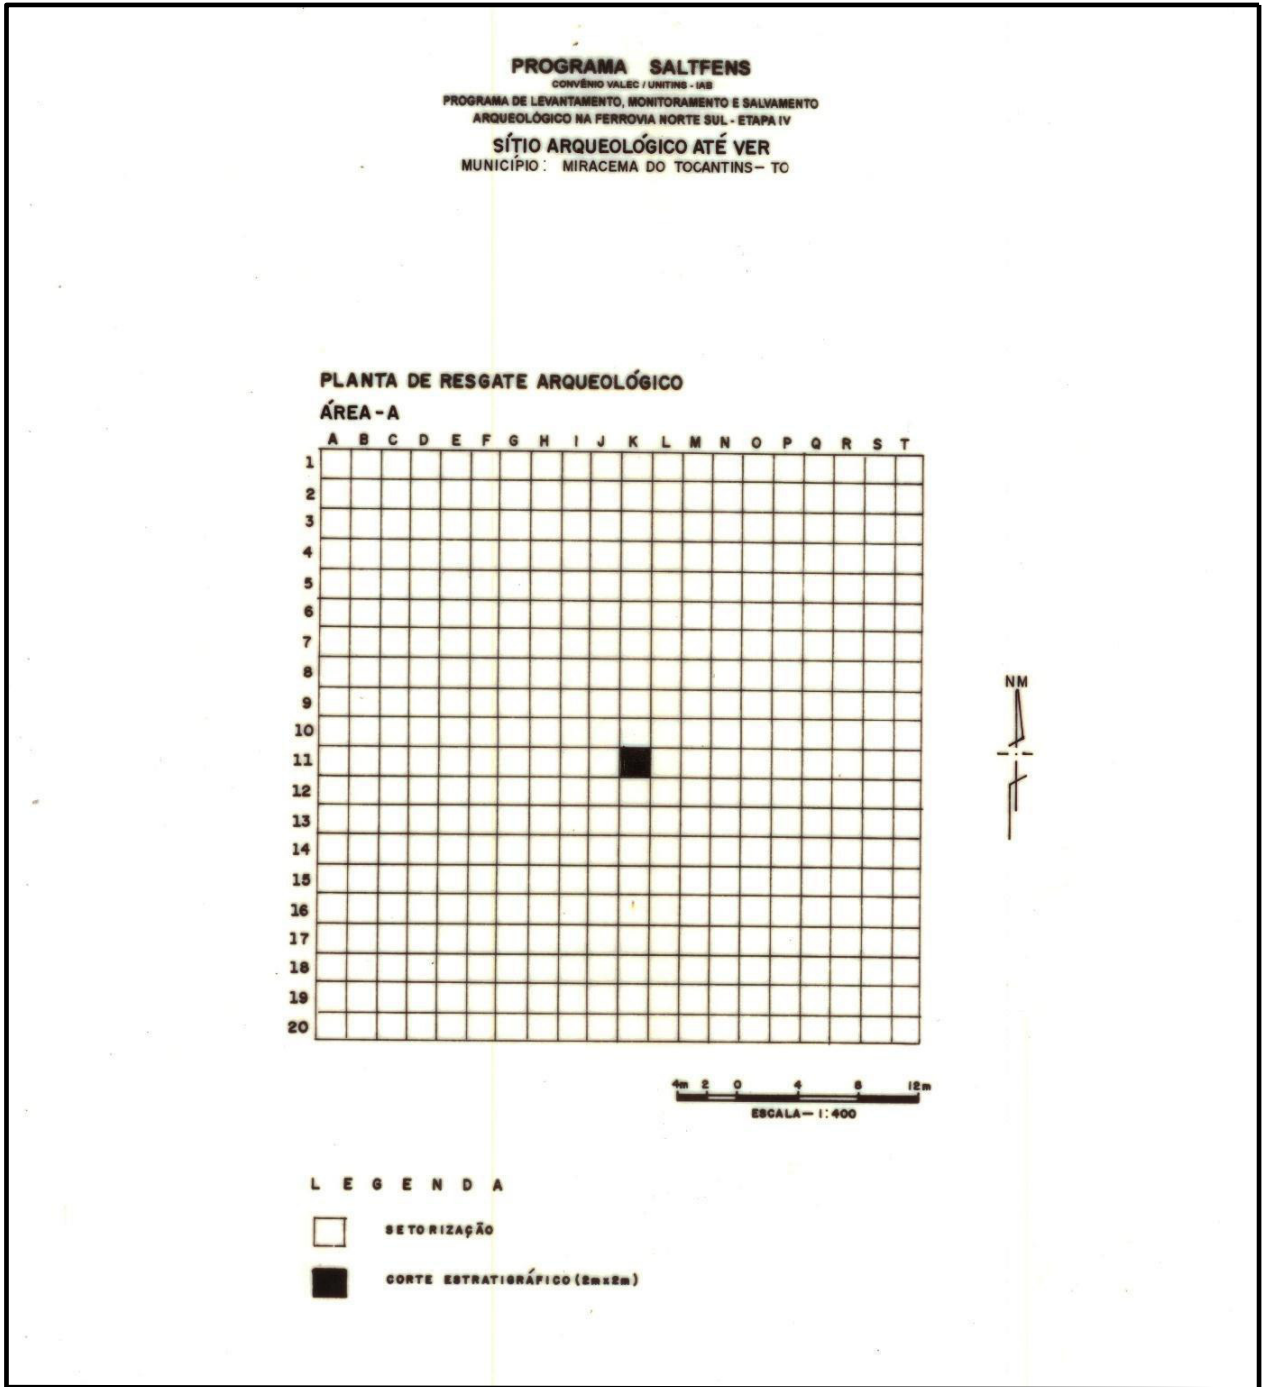 PROGRAMA SALTFENS
CONVÊNIO VALEC / UNITINS - IAB
PROGRAMA DE LEVANTAMENTO, MONITORAMENTO E SALVAMENTO
ARQUEOLÓGICO NA FERROVIA NORTE SUL - ETAPA IV
SÍTIO ARQUEOLÓGICO ATÉ VER
MUNICÍPIO: MIRACEMA DO TOCANTINS- TO
PLANTA DE RESGATE ARQUEOLÓGICO
ÁREA-A
A B C D E F G H I J K L M N O P Q R S T
1
2
3
4
5
6
7
8
9
10
11
12
13
14
15
16
17
18
19
20
NM
4m 2 0 4 8 12m
ESCALA- 1:400
LEGENDA
SETORIZAÇÃO
CORTE ESTRATIGRÁFICO (2mx2m)